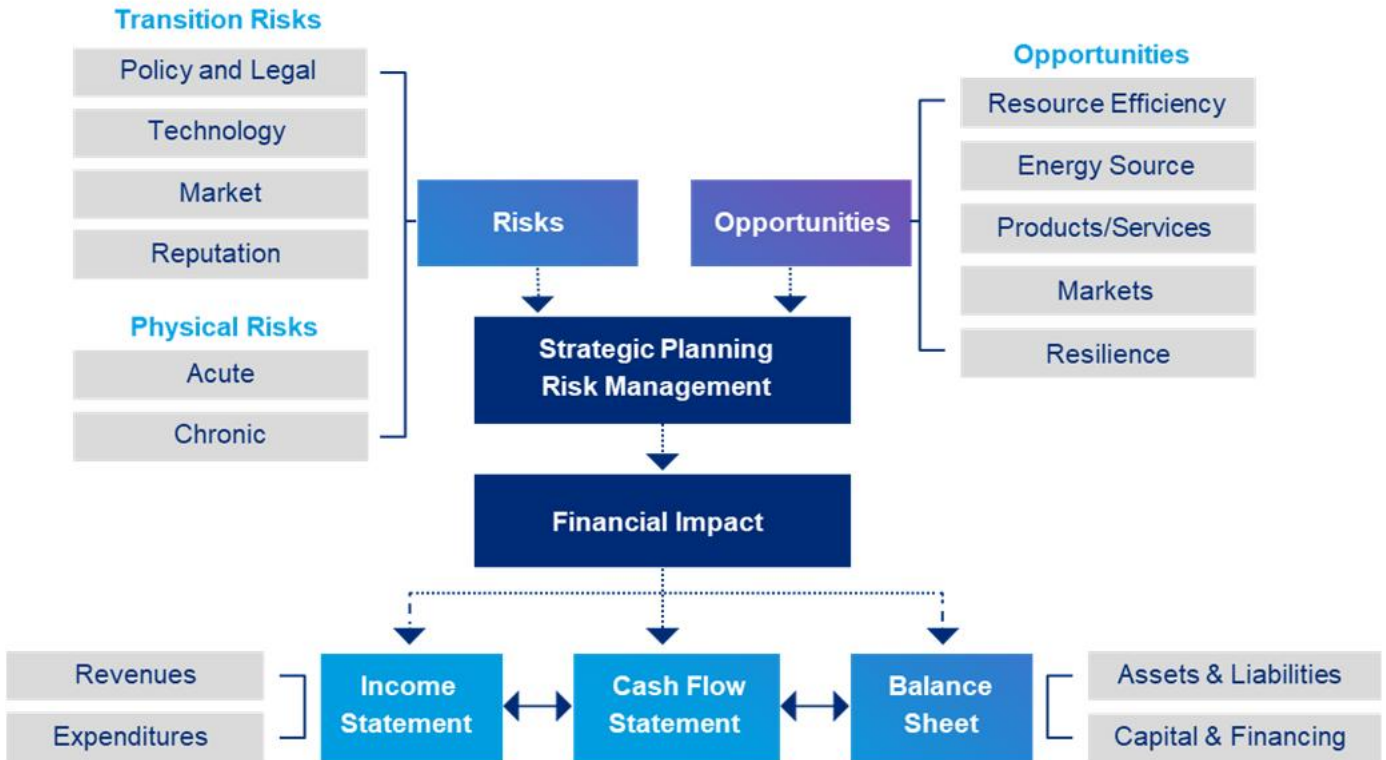 Transition Risks
Policy and Legal
Technology
Market
Reputation
Physical Risks
Acute
Chronic
Risks
Opportunities
Opportunities
Resource Efficiency
Energy Source
Products/Services
Markets
Resilience
Strategic Planning
Risk Management
Financial Impact
Revenues
Expenditures
Income
Statement
Cash Flow
Statement
Balance
Sheet
Assets & Liabilities
Capital & Financing